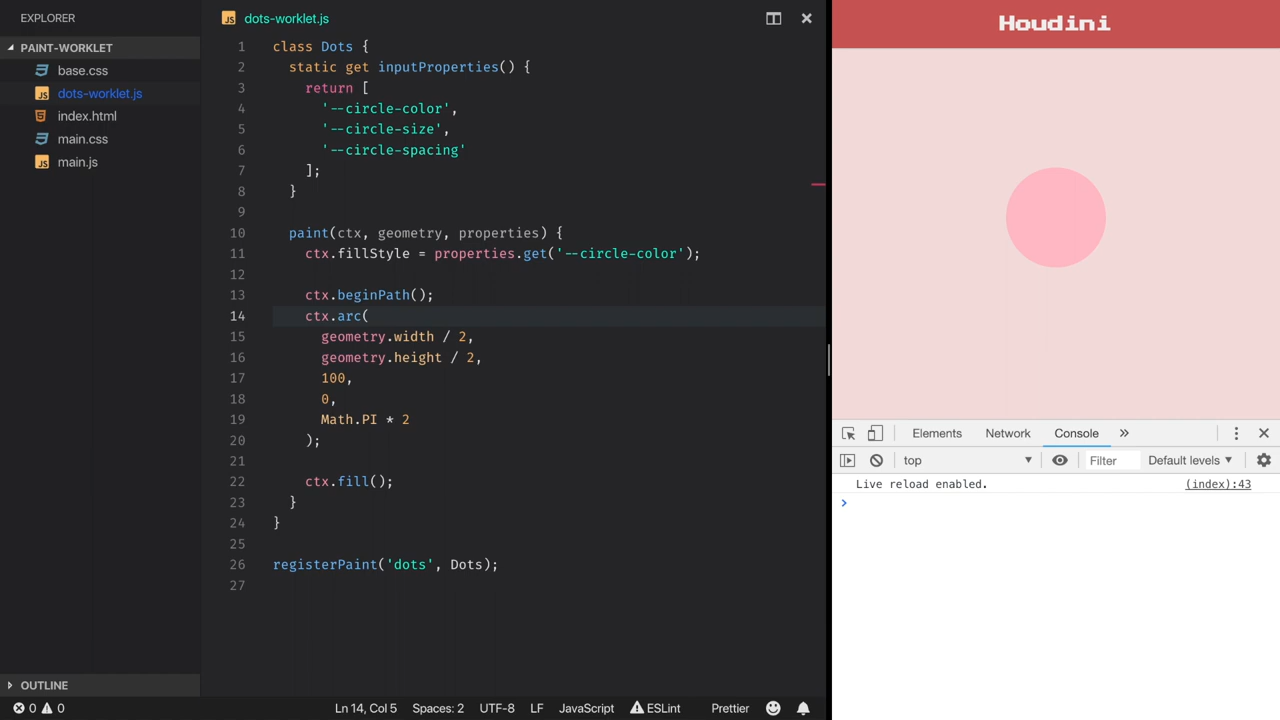 EXPLORER
PAINT-WORKLET
base.css
JS dots-worklet.js
index.html
main.css
JS main.js
OUTLINE
JS dots-worklet.js
1 class Dots {
2 static get inputProperties() {
3 return [
4 '--circle-color',
5 '--circle-size',
6 '--circle-spacing'
7 ];
8 }
9
10 paint(ctx, geometry, properties) {
11 ctx.fillStyle = properties.get('--circle-color');
12
13 ctx.beginPath();
14 ctx.arc(
15 geometry.width / 2,
16 geometry.height / 2,
17 100,
18 0,
19 Math.PI * 2
20 );
21
22 ctx.fill();
23 }
24 }
25
26 registerPaint('dots', Dots);
27
Houdini
Elements Network Console »
top Filter Default levels
Live reload enabled. (index):43
>
0 0 Ln 14, Col 5 Spaces: 2 UTF-8 LF JavaScript ESLint Prettier